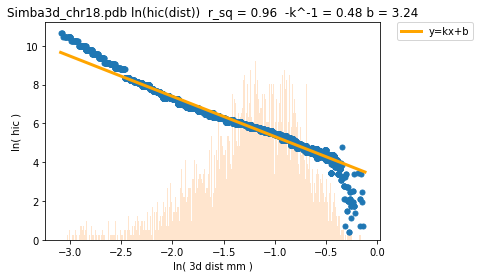 Simba3d_chr18.pdb ln(hic(dist))  r_sq = 0.96  -k^-1 = 0.48 b = 3.24
y=kx+b
10
8
6
4
2
0
ln( hic )
−3.0 −2.5 −2.0 −1.5 −1.0 −0.5 0.0
ln( 3d dist mm )